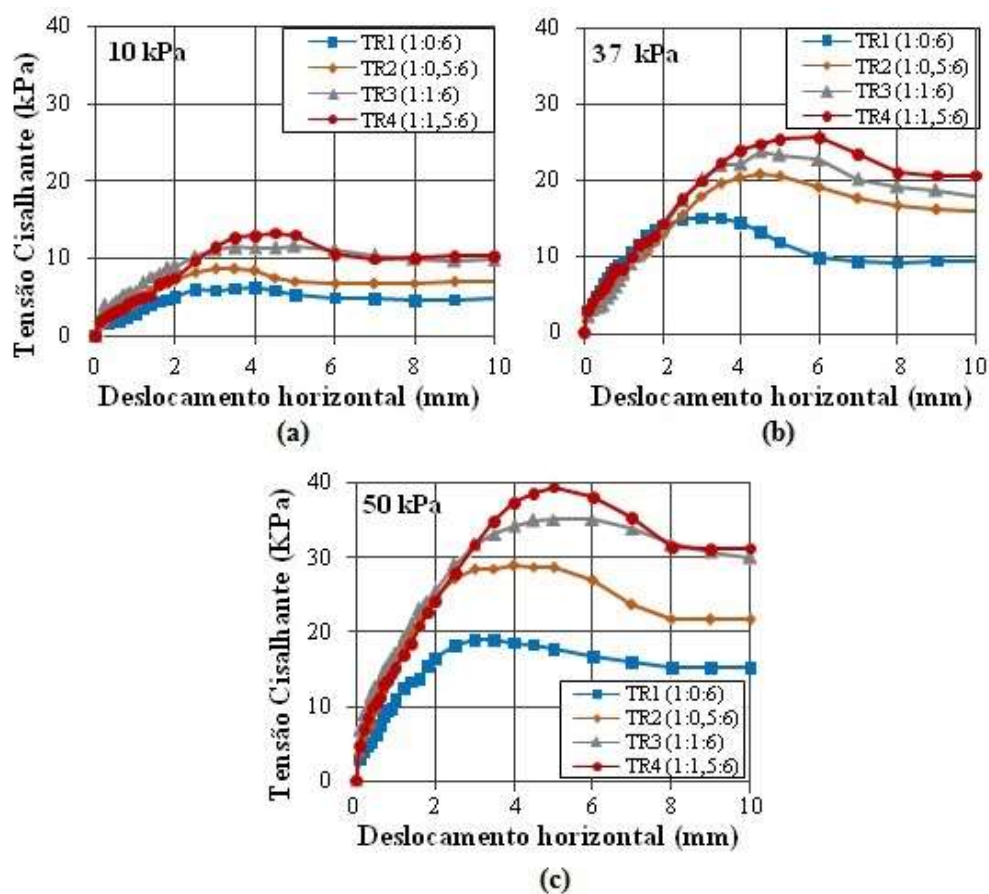 10 kPa
TR1 (1:0:6)
TR2 (1:0,5:6)
TR3 (1:1:6)
TR4 (1:1,5:6)
Tensão Cisalhante (kPa)
40
30
20
10
0
0 2 4 6 8 10
Deslocamento horizontal (mm)
(a)
37 kPa
TR1 (1:0:6)
TR2 (1:0,5:6)
TR3 (1:1:6)
TR4 (1:1,5:6)
40
30
20
10
0
0 2 4 6 8 10
Deslocamento horizontal (mm)
(b)
50 kPa
Tensão Cisalhante (KPa)
40
30
20
10
0
TR1 (1:0:6)
TR2 (1:0,5:6)
TR3 (1:1:6)
TR4 (1:1,5:6)
0 2 4 6 8 10
Deslocamento horizontal (mm)
(c)